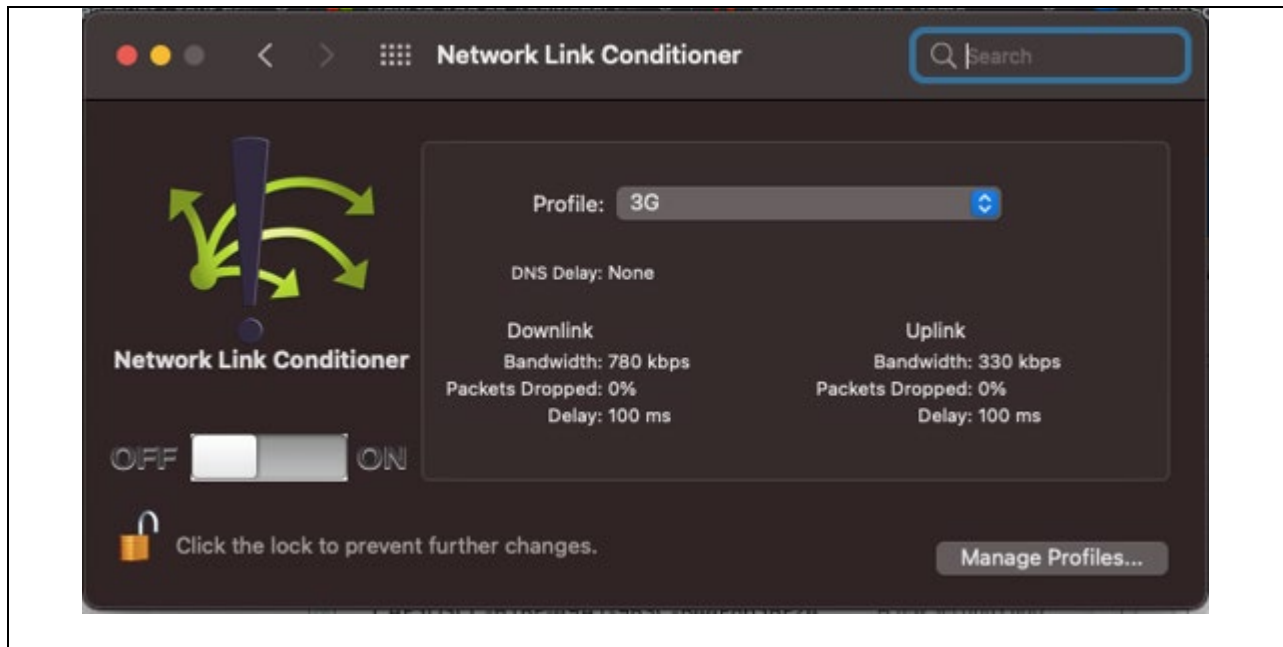 Network Link Conditioner
Search
Profile: 3G
DNS Delay: None
Downlink Uplink
Bandwidth: 780 kbps Bandwidth: 330 kbps
Packets Dropped: 0% Packets Dropped: 0%
Delay: 100 ms Delay: 100 ms
Network Link Conditioner
OFF ON
Click the lock to prevent further changes.
Manage Profiles...